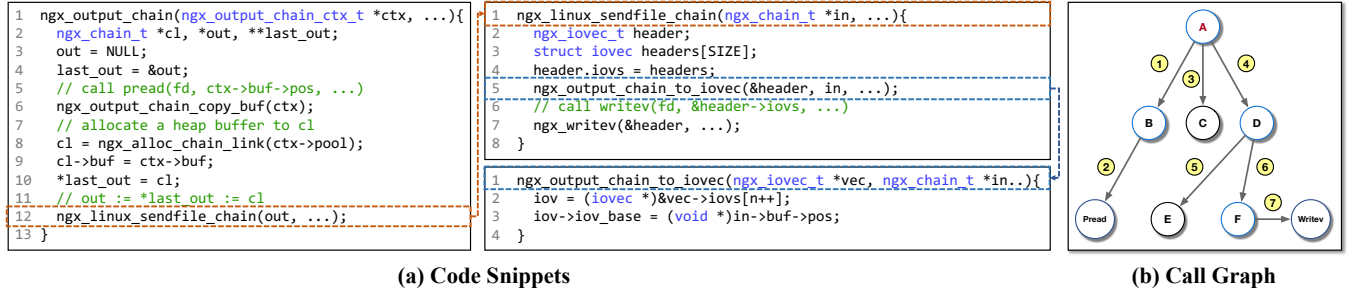 1 ngx_output_chain(ngx_output_chain_ctx_t *ctx, ...){
2 ngx_chain_t *cl, *out, **last_out;
3 out = NULL;
4 last_out = &out;
5 // call pread(fd, ctx->buf->pos, ...)
6 ngx_output_chain_copy_buf(ctx);
7 // allocate a heap buffer to cl
8 cl = ngx_alloc_chain_link(ctx->pool);
9 cl->buf = ctx->buf;
10 *last_out = cl;
11 // out := *last_out := cl
12 ngx_linux_sendfile_chain(out, ...);
13 }
1 ngx_linux_sendfile_chain(ngx_chain_t *in, ...){
2 ngx_iovec_t header;
3 struct iovec headers[SIZE];
4 header.iovs = headers;
5 ngx_output_chain_to_iovec(&header, in, ...);
6 // call writev(fd, &header->iovs, ...)
7 ngx_writev(&header, ...);
8 }
1 ngx_output_chain_to_iovec(ngx_iovec_t *vec, ngx_chain_t *in..){
2 iov = (iovec *)&vec->iovs[n++];
3 iov->iov_base = (void *)in->buf->pos;
4 }
(a) Code Snippets
A
1
3
4
B
C
D
2
5
6
Pread
E
F
7
Writev
(b) Call Graph